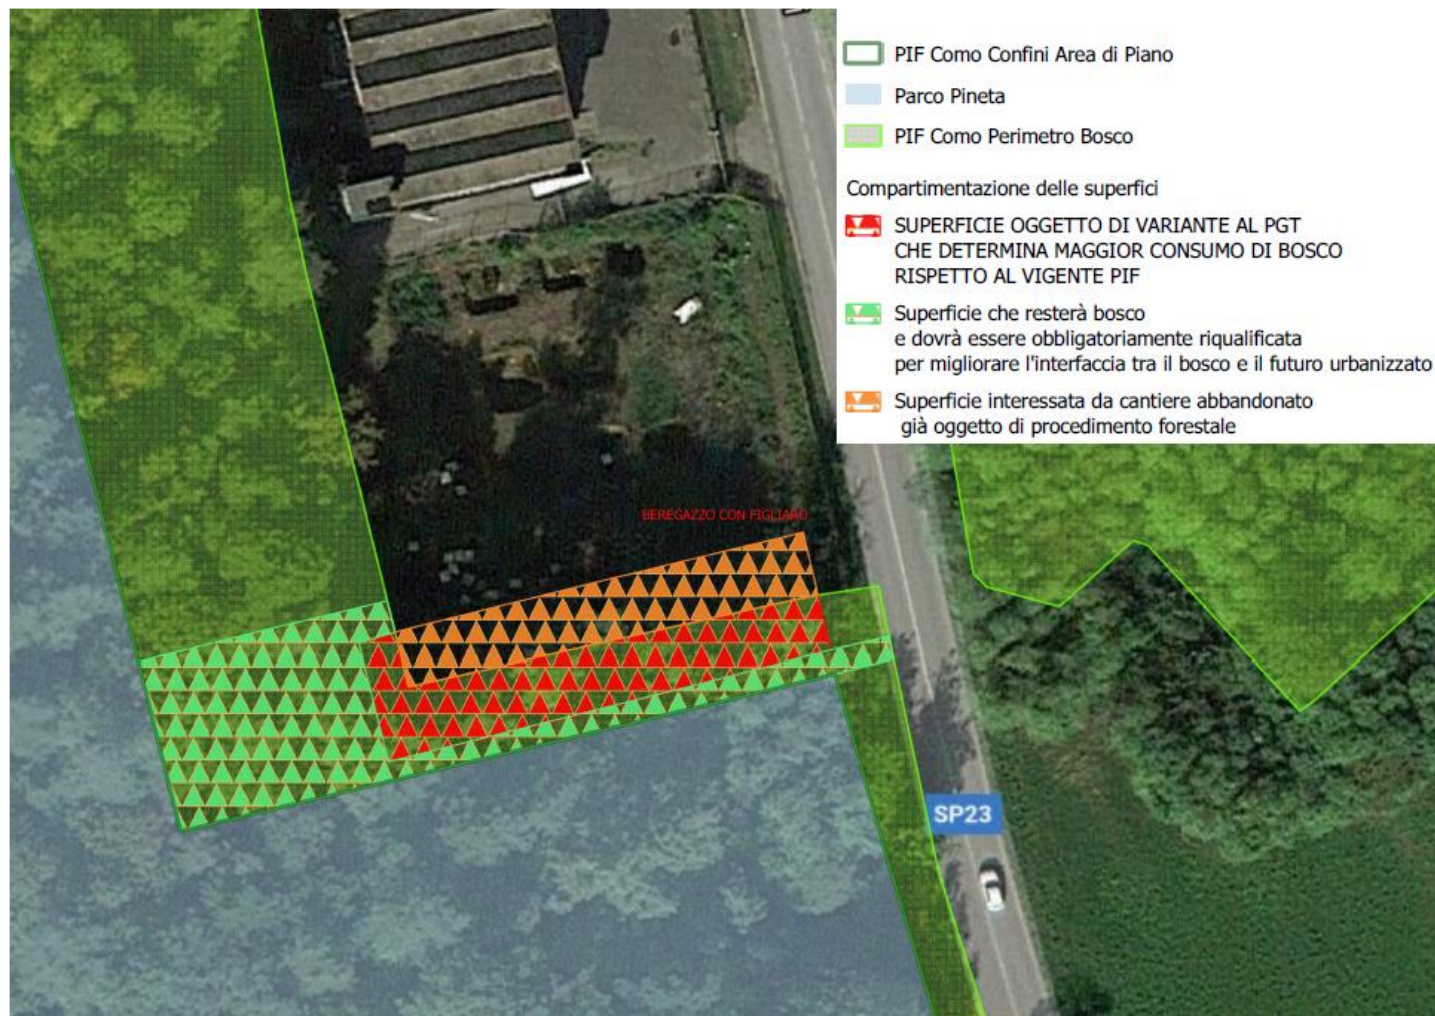 PIF Como Confini Area di Piano
Parco Pineta
PIF Como Perimetro Bosco
Compartimentazione delle superfici
SUPERFICIE OGGETTO DI VARIANTE AL PGT
CHE DETERMINA MAGGIOR CONSUMO DI BOSCO
RISPETTO AL VIGENTE PIF
Superficie che resterà bosco
e dovrà essere obbligatoriamente riqualificata
per migliorare l'interfaccia tra il bosco e il futuro urbanizzato
Superficie interessata da cantiere abbandonato
già oggetto di procedimento forestale
BEREGAZZO CON FIGLIARO
SP23